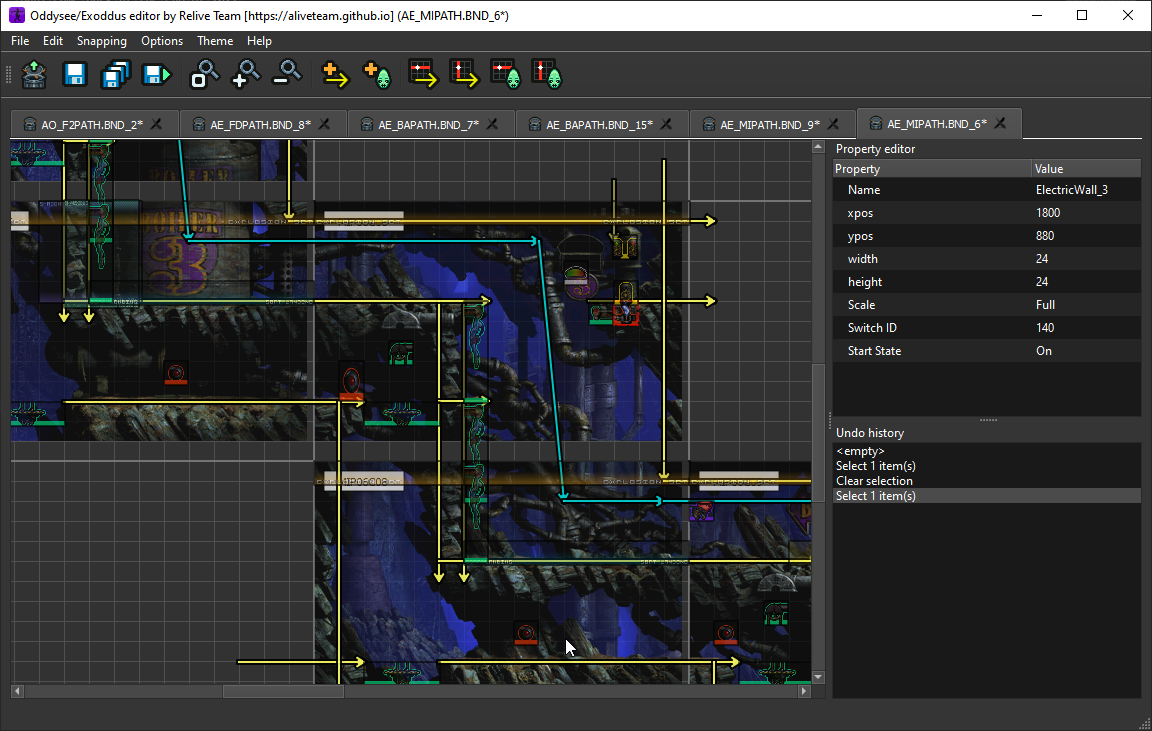 Oddysee/Exoddus editor by Relive Team [https://aliveteam.github.io] (AE_MIPATH.BND_6*)
File Edit Snapping Options Theme Help
AO_F2PATH.BND_2* AE_FDPATH.BND_8* AE_BAPATH.BND_7* AE_BAPATH.BND_15* AE_MIPATH.BND_9* AE_MIPATH.BND_6*
Property editor
Property Value
Name ElectricWall_3
xpos 1800
ypos 880
width 24
height 24
Scale Full
Switch ID 140
Start State On
Undo history
<empty>
Select 1 item(s)
Clear selection
Select 1 item(s)
MIP06C08